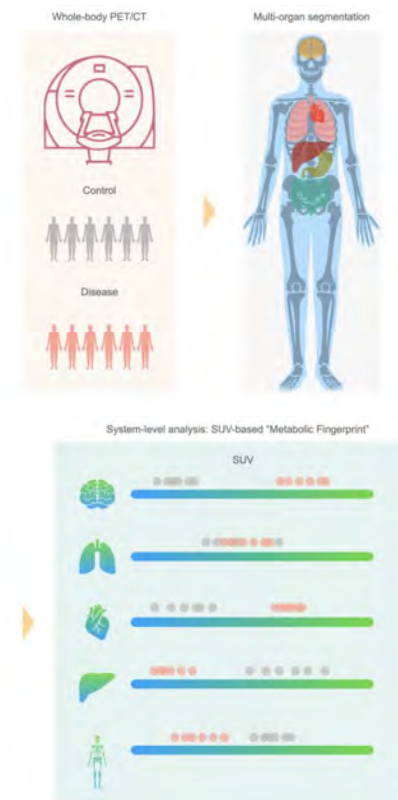 Whole-body PET/CT
Multi-organ segmentation
Control
Disease
System-level analysis: SUV-based "Metabolic Fingerprint"
SUV